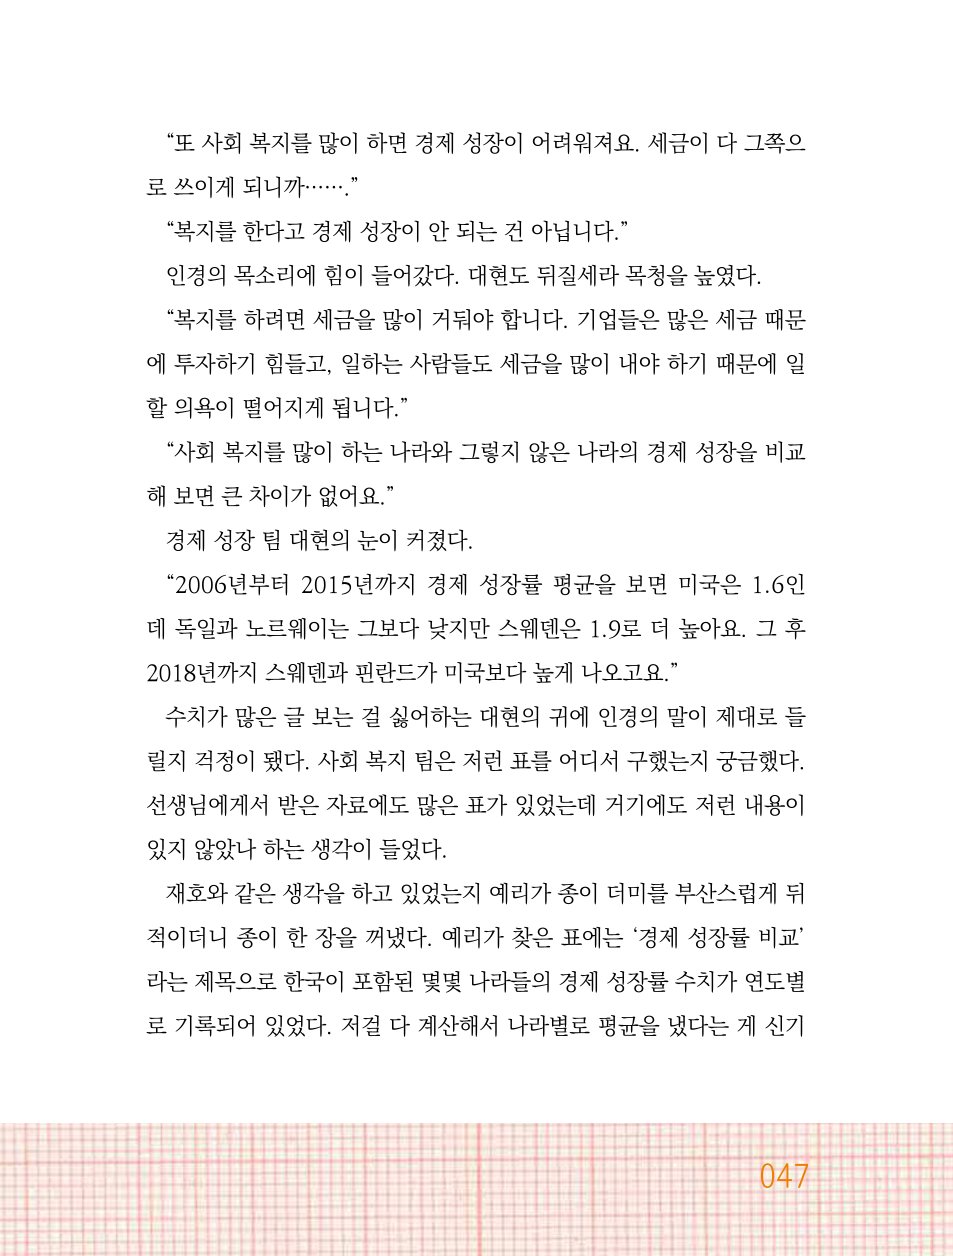 “또 사회 복지를 많이 하면 경제 성장이 어려워져요. 세금이 다 그쪽으
로 쓰이게 되니까…….”
“복지를 한다고 경제 성장이 안 되는 건 아닙니다.”
인경의 목소리에 힘이 들어갔다. 대현도 뒤질세라 목청을 높였다.
“복지를 하려면 세금을 많이 거둬야 합니다. 기업들은 많은 세금 때문
에 투자하기 힘들고, 일하는 사람들도 세금을 많이 내야 하기 때문에 일
할 의욕이 떨어지게 됩니다.”
“사회 복지를 많이 하는 나라와 그렇지 않은 나라의 경제 성장을 비교
해 보면 큰 차이가 없어요.”
경제 성장 팀 대현의 눈이 커졌다.
“2006년부터 2015년까지 경제 성장률 평균을 보면 미국은 1.6인
데 독일과 노르웨이는 그보다 낮지만 스웨덴은 1.9로 더 높아요. 그 후
2018년까지 스웨덴과 핀란드가 미국보다 높게 나오고요.”
수치가 많은 글 보는 걸 싫어하는 대현의 귀에 인경의 말이 제대로 들
릴지 걱정이 됐다. 사회 복지 팀은 저런 표를 어디서 구했는지 궁금했다.
선생님에게서 받은 자료에도 많은 표가 있었는데 거기에도 저런 내용이
있지 않았나 하는 생각이 들었다.
재호와 같은 생각을 하고 있었는지 예리가 종이 더미를 부산스럽게 뒤
적이더니 종이 한 장을 꺼냈다. 예리가 찾은 표에는 ‘경제 성장률 비교’
라는 제목으로 한국이 포함된 몇몇 나라들의 경제 성장률 수치가 연도별
로 기록되어 있었다. 저걸 다 계산해서 나라별로 평균을 냈다는 게 신기
047